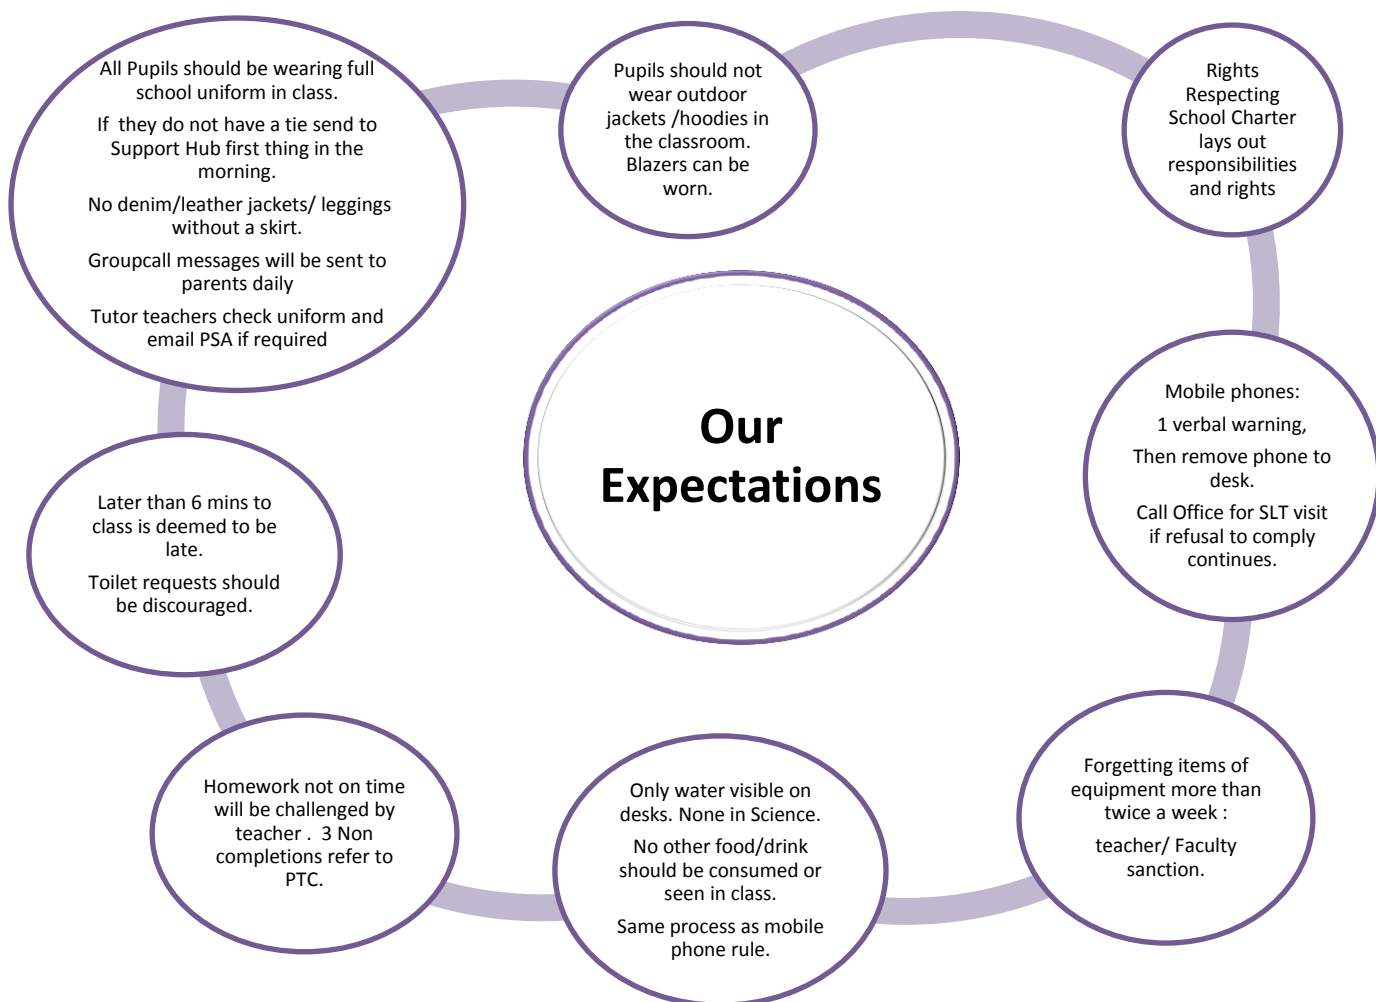 All Pupils should be wearing full
school uniform in class.
If they do not have a tie send to
Support Hub first thing in the
morning.
No denim/leather jackets/ leggings
without a skirt.
Groupcall messages will be sent to
parents daily
Tutor teachers check uniform and
email PSA if required
Pupils should not
wear outdoor
jackets /hoodies in
the classroom.
Blazers can be
worn.
Rights
Respecting
School Charter
lays out
responsibilities
and rights
Mobile phones:
1 verbal warning,
Then remove phone to
desk.
Call Office for SLT visit
if refusal to comply
continues.
Forgetting items of
equipment more than
twice a week :
teacher/ Faculty
sanction.
Only water visible on
desks. None in Science.
No other food/drink
should be consumed or
seen in class.
Same process as mobile
phone rule.
Homework not on time
will be challenged by
teacher . 3 Non
completions refer to
PTC.
Later than 6 mins to
class is deemed to be
late.
Toilet requests should
be discouraged.
Our
Expectations